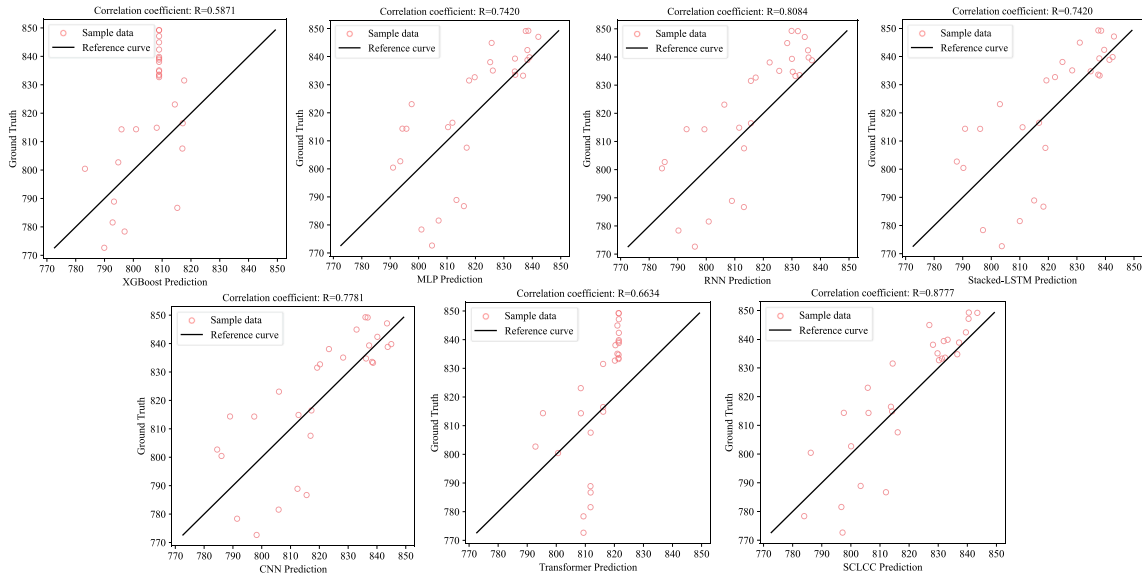 Correlation coefficient: R=0.5871
850
840
830
820
810
800
790
780
770
Ground Truth
Sample data
Reference curve
770 780 790 800 810 820 830 840 850
XGBoost Prediction
Correlation coefficient: R=0.7420
850
840
830
820
810
800
790
780
770
Ground Truth
Sample data
Reference curve
770 780 790 800 810 820 830 840 850
MLP Prediction
Correlation coefficient: R=0.8084
850
840
830
820
810
800
790
780
770
Ground Truth
Sample data
Reference curve
770 780 790 800 810 820 830 840 850
RNN Prediction
Correlation coefficient: R=0.7420
850
840
830
820
810
800
790
780
770
Ground Truth
Sample data
Reference curve
770 780 790 800 810 820 830 840 850
Stacked-LSTM Prediction
Correlation coefficient: R=0.7781
850
840
830
820
810
800
790
780
770
Ground Truth
Sample data
Reference curve
770 780 790 800 810 820 830 840 850
CNN Prediction
Correlation coefficient: R=0.6634
850
840
830
820
810
800
790
780
770
Ground Truth
Sample data
Reference curve
770 780 790 800 810 820 830 840 850
Transformer Prediction
Correlation coefficient: R=0.8777
850
840
830
820
810
800
790
780
770
Ground Truth
Sample data
Reference curve
770 780 790 800 810 820 830 840 850
SCLCC Prediction